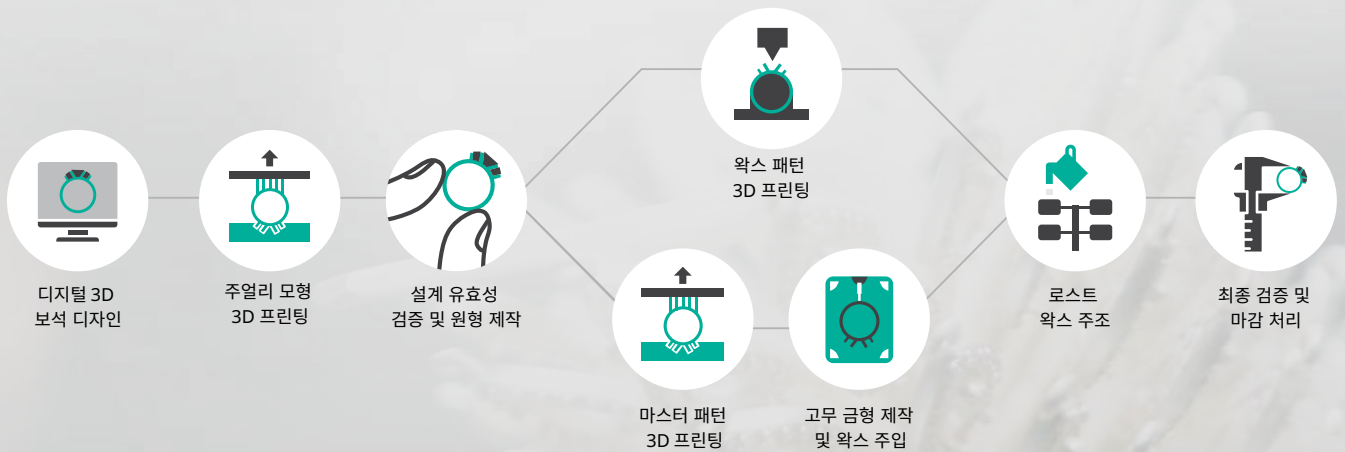 디지털 3D
보석 디자인
주얼리 모형
3D 프린팅
설계 유효성
검증 및 원형 제작
왁스 패턴
3D 프린팅
마스터 패턴
3D 프린팅
고무 금형 제작
및 왁스 주입
로스트
왁스 주조
최종 검증 및
마감 처리